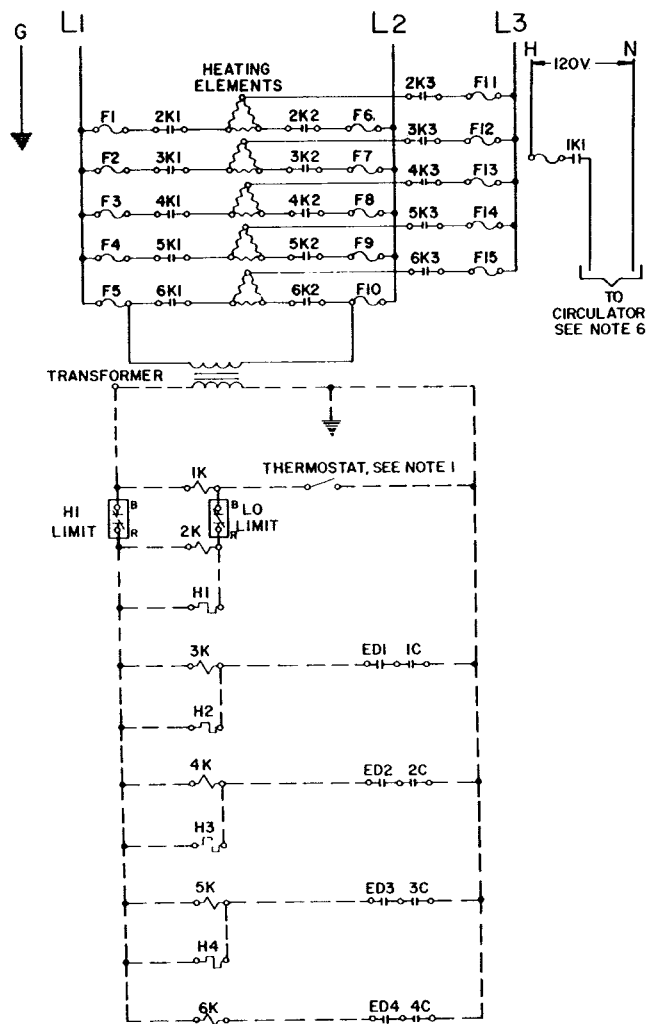 G L1 L2 L3
H 120V. N
HEATING
ELEMENTS
2K3 F11
F1 2K1 2K2 F6.
3K3 F12
F2 3K1 3K2 F7
1K1
4K3 F13
F3 4K1 4K2 F8
5K3 F14
F4 5K1 5K2 F9
6K3 F15
F5 6K1 6K2 F10
TO
CIRCULATOR
SEE NOTE 6
TRANSFORMER
1K THERMOSTAT, SEE NOTE 1
HI
LIMIT
B
R
B
R
LO
LIMIT
2K
H1
3K ED1 1C
H2
4K ED2 2C
H3
5K ED3 3C
H4
6K ED4 4C